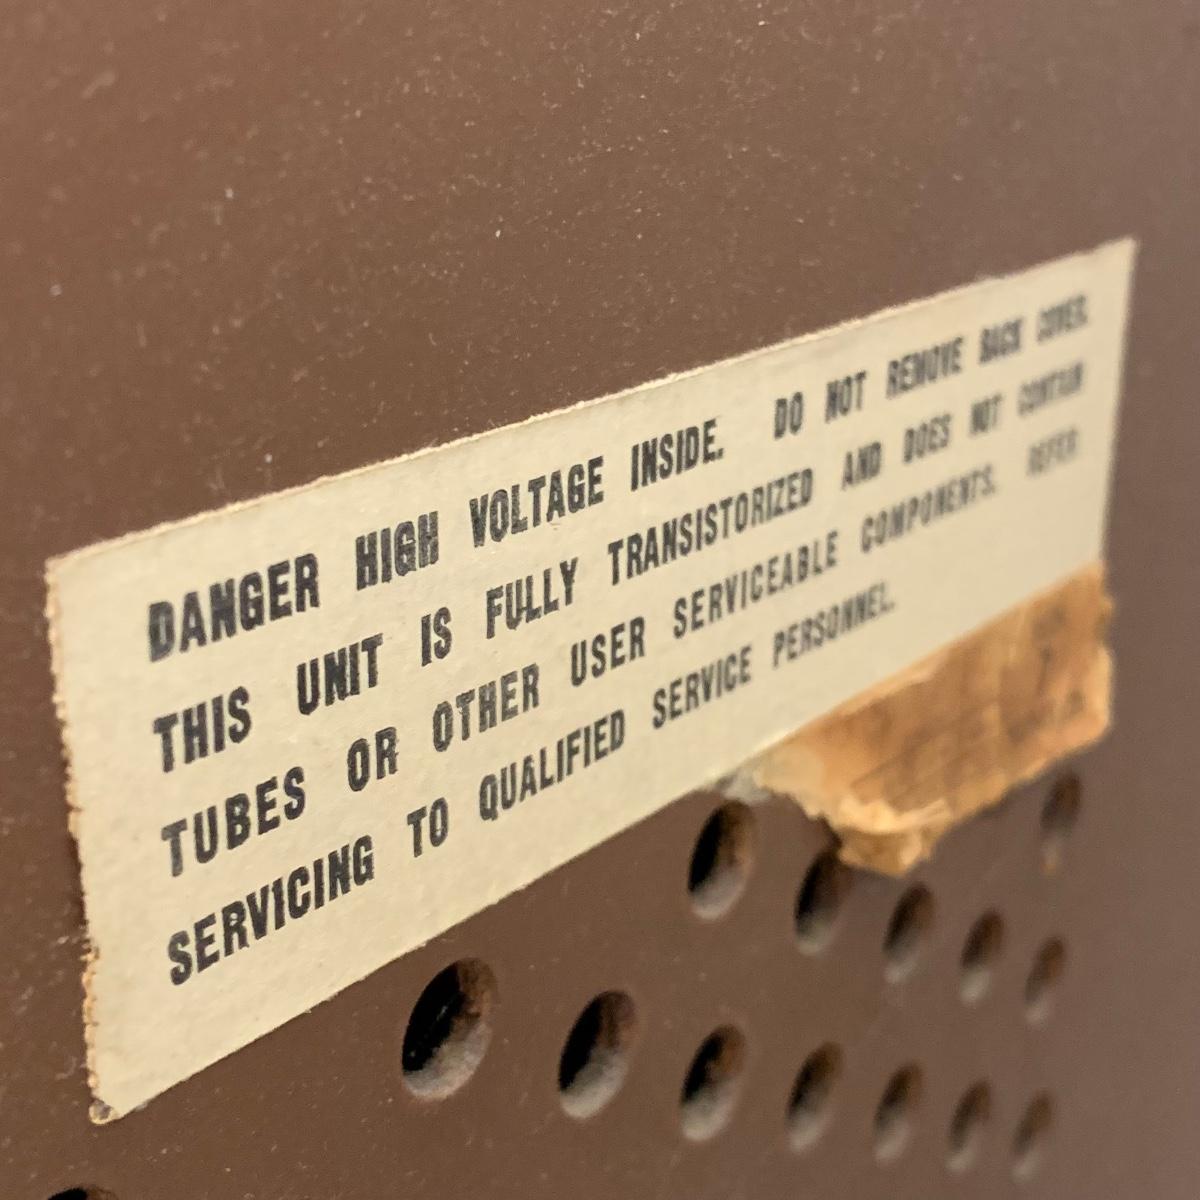 DANGER HIGH VOLTAGE INSIDE. DO NOT REMOVE BACK COVER.
THIS UNIT IS FULLY TRANSISTORIZED AND DOES NOT CONTAIN
TUBES OR OTHER USER SERVICEABLE COMPONENTS. REFER
SERVICING TO QUALIFIED SERVICE PERSONNEL.